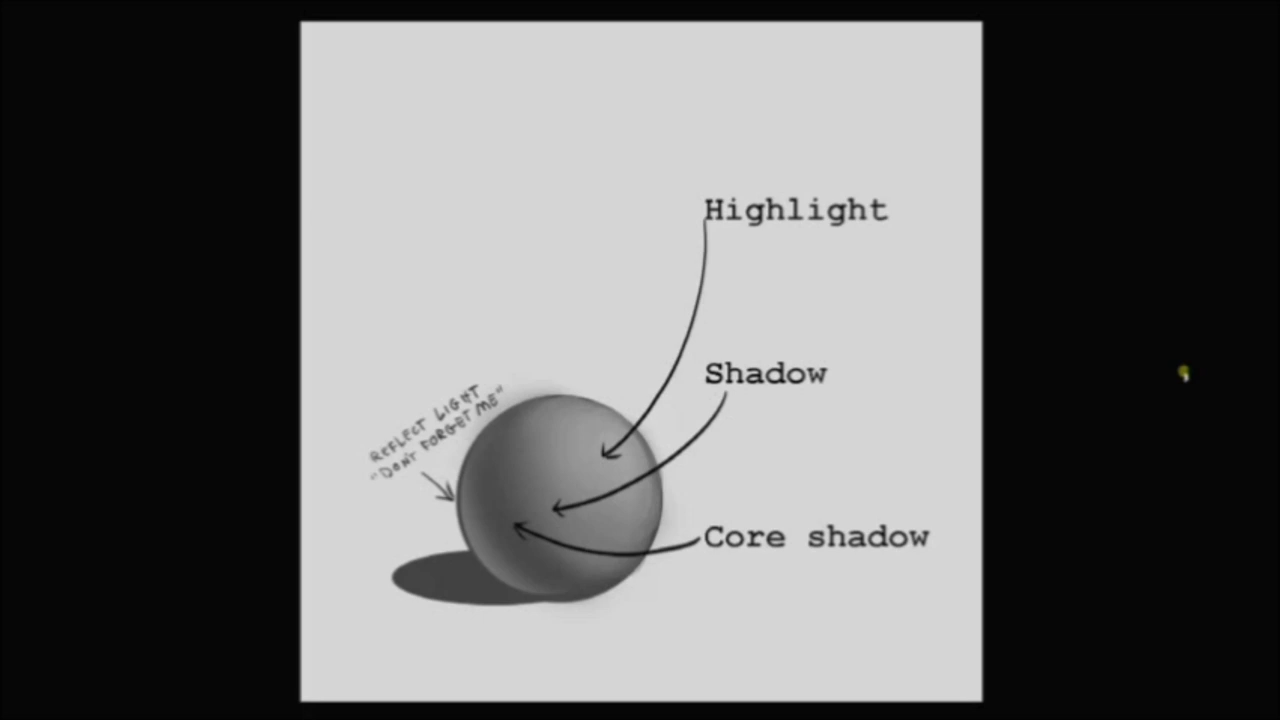 Highlight
Shadow
REFLECT LIGHT
"DON'T FORGET ME"
Core shadow